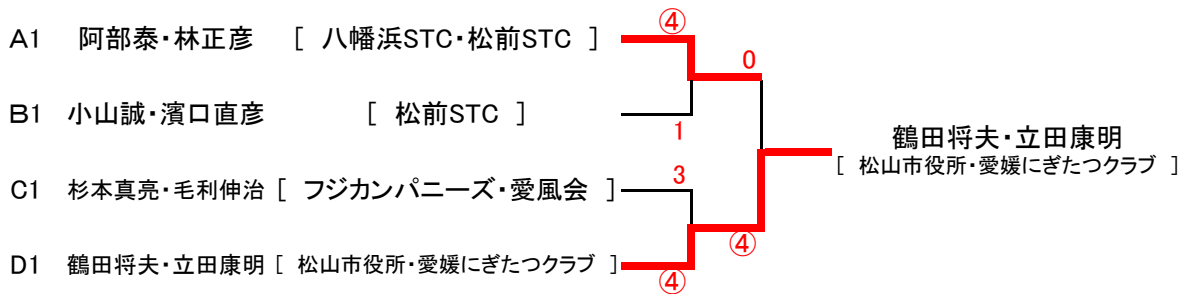 ④
A1 阿部泰・林正彦 [ 八幡浜STC・松前STC ]
0
B1 小山誠・濱口直彦 [ 松前STC ]
1
鶴田将夫・立田康明
[ 松山市役所・愛媛にぎたつクラブ ]
3
C1 杉本真亮・毛利伸治 [ フジカンパニーズ・愛風会 ]
④
D1 鶴田将夫・立田康明 [ 松山市役所・愛媛にぎたつクラブ ]
④